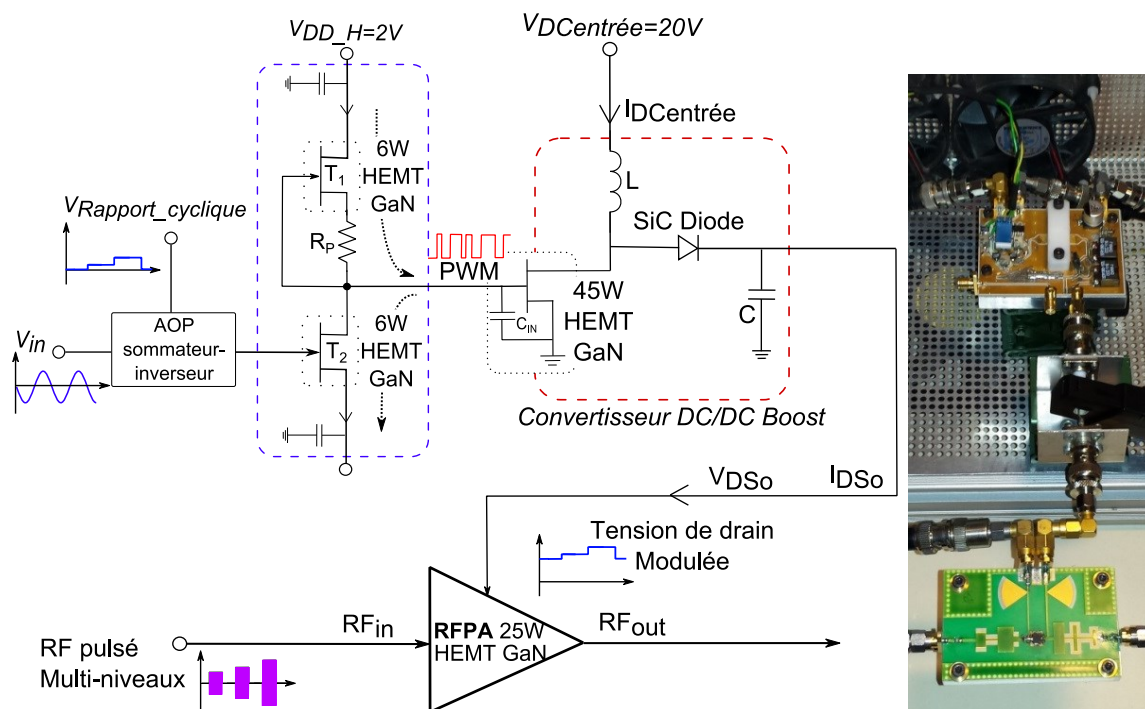 VDD_H=2V
VDCentrée=20V
IDCentrée
6W
HEMT
GaN
T1
L
VRapport_cyclique
SiC Diode
RP
PWM
45W
HEMT
GaN
CIN
C
6W
HEMT
GaN
T2
Vin
AOP
sommateur-
inverseur
Convertisseur DC/DC Boost
VDSo
IDSo
Tension de drain
Modulée
RFin
RFPA 25W
HEMT GaN
RFout
RF pulsé
Multi-niveaux